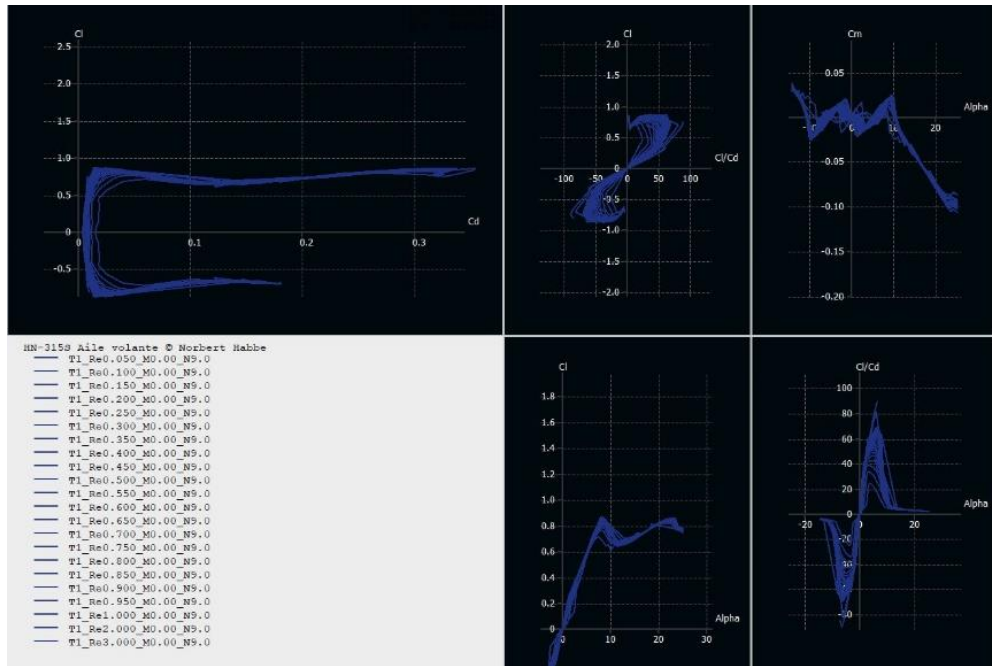 Cl
2.5
2.0
1.5
1.0
0.5
0
-0.5
0
0.1
0.2
0.3
Cd
Cl
2.0
1.5
1.0
0.5
-0.5
-1.0
-1.5
-2.0
-100
-50
0
50
100
Cl/Cd
Cm
0.05
-0.05
-0.10
-0.15
-0.20
20
Alpha
HN-315S Aile volante © Norbert Habbe
T1_Re0.050_M0.00_N9.0
T1_Re0.100_M0.00_N9.0
T1_Re0.150_M0.00_N9.0
T1_Re0.200_M0.00_N9.0
T1_Re0.250_M0.00_N9.0
T1_Re0.300_M0.00_N9.0
T1_Re0.350_M0.00_N9.0
T1_Re0.400_M0.00_N9.0
T1_Re0.450_M0.00_N9.0
T1_Re0.500_M0.00_N9.0
T1_Re0.550_M0.00_N9.0
T1_Re0.600_M0.00_N9.0
T1_Re0.650_M0.00_N9.0
T1_Re0.700_M0.00_N9.0
T1_Re0.750_M0.00_N9.0
T1_Re0.800_M0.00_N9.0
T1_Re0.850_M0.00_N9.0
T1_Re0.900_M0.00_N9.0
T1_Re0.950_M0.00_N9.0
T1_Re1.000_M0.00_N9.0
T1_Re2.000_M0.00_N9.0
T1_Re3.000_M0.00_N9.0
Cl
1.8
1.6
1.4
1.2
1.0
0.8
0.6
0.4
0.2
0
0
10
20
30
Alpha
Cl/Cd
100
80
60
40
20
0
-20
0
20
Alpha